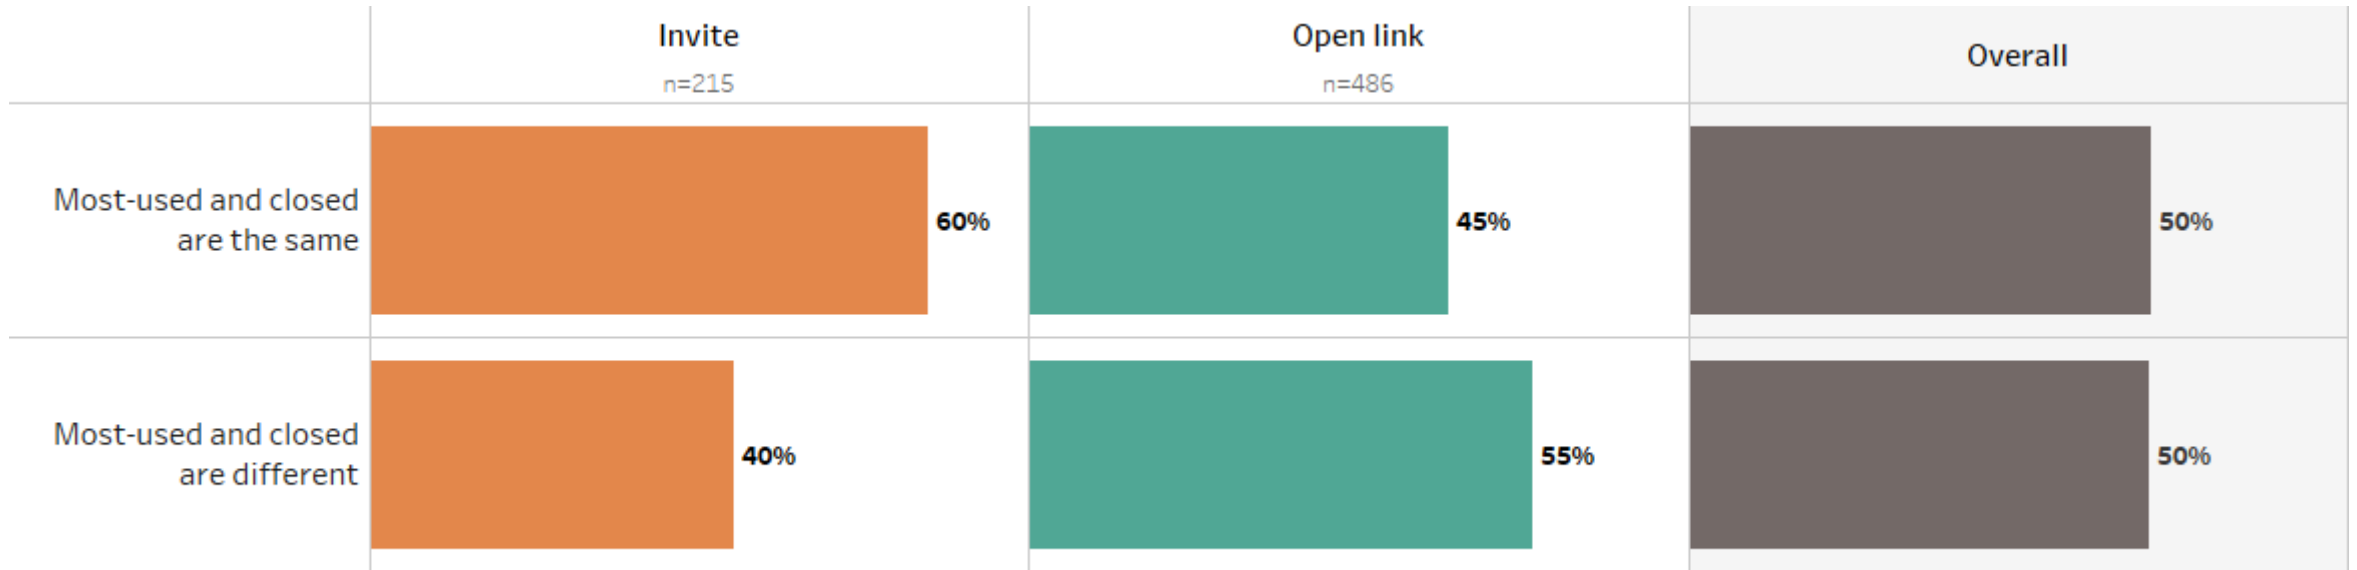 Invite
n=215
Open link
n=486
Overall
Most-used and closed
are the same
60%
45%
50%
Most-used and closed
are different
40%
55%
50%